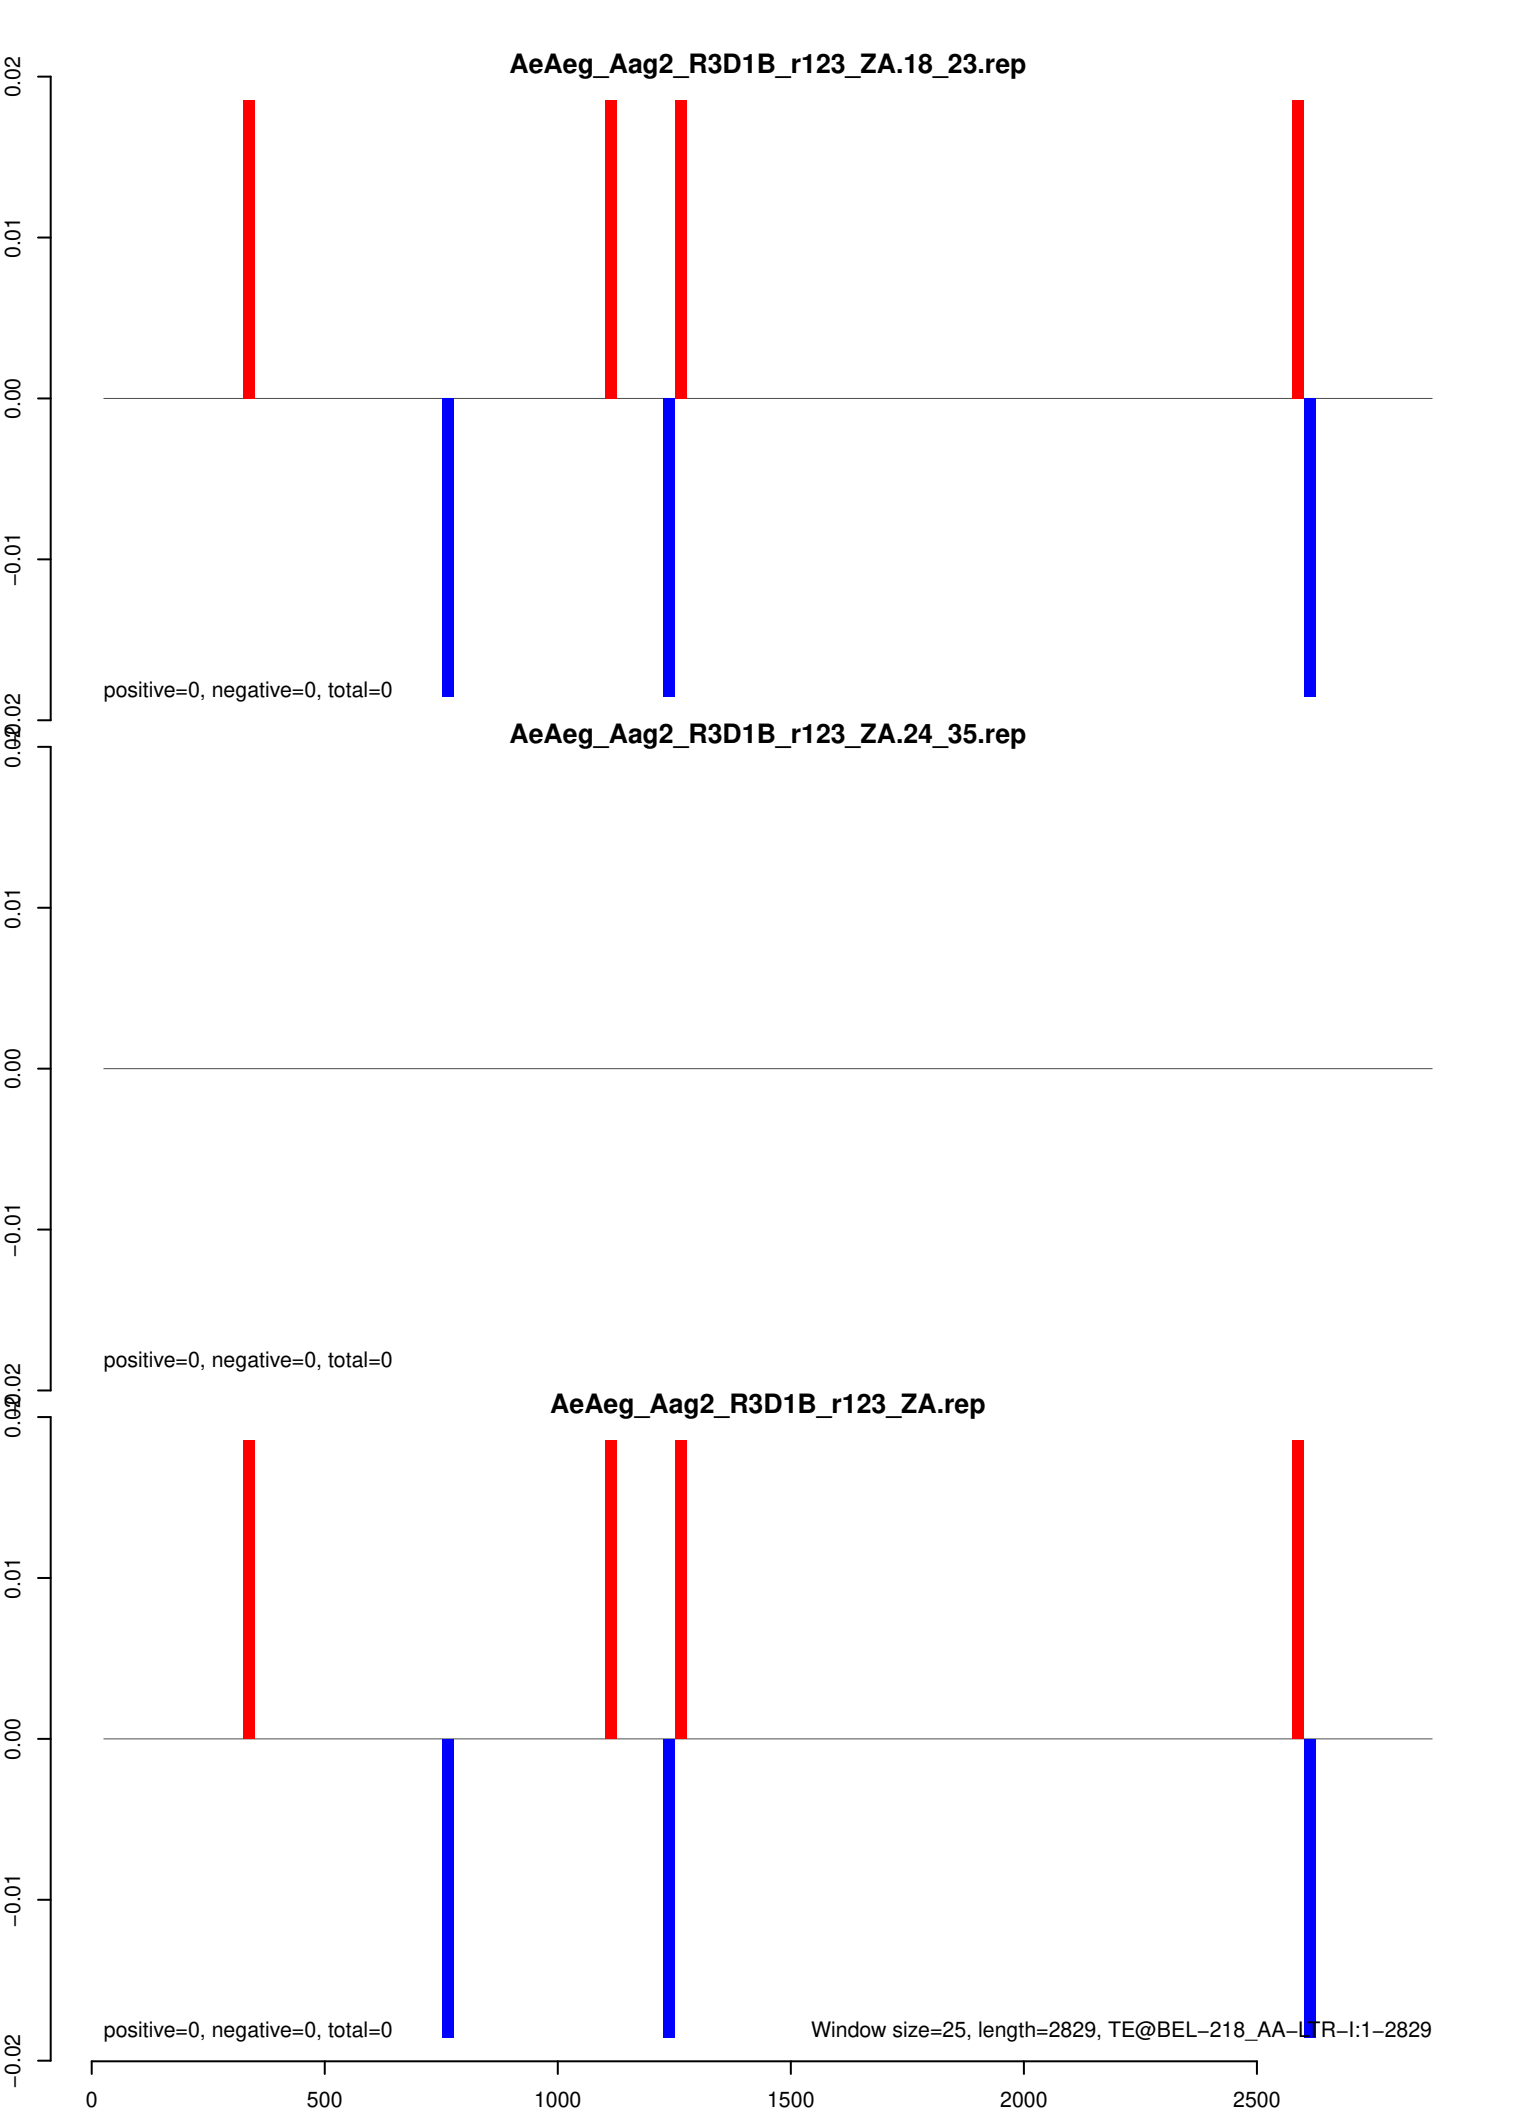 AeAeg_Aag2_R3D1B_r123_ZA.18_23.rep
0.02
0.01
0.00
−0.01
−0.02
positive=0, negative=0, total=0
AeAeg_Aag2_R3D1B_r123_ZA.24_35.rep
0.02
0.01
0.00
−0.01
−0.02
positive=0, negative=0, total=0
AeAeg_Aag2_R3D1B_r123_ZA.rep
0.02
0.01
0.00
−0.01
−0.02
positive=0, negative=0, total=0
Window size=25, length=2829, TE@BEL−218_AA−LTR−I:1−2829
0 500 1000 1500 2000 2500